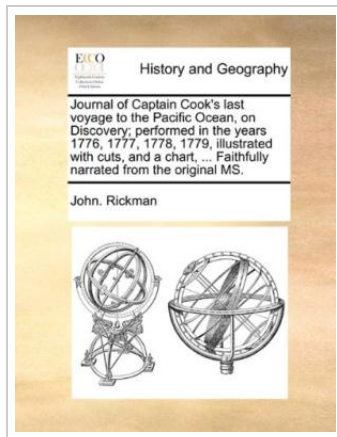 ECCO
History and Geography
Journal of Captain Cook's last
voyage to the Pacific Ocean, on
Discovery; performed in the years
1776, 1777, 1778, 1779, illustrated
with cuts, and a chart, ... Faithfully
narrated from the original MS.
John. Rickman